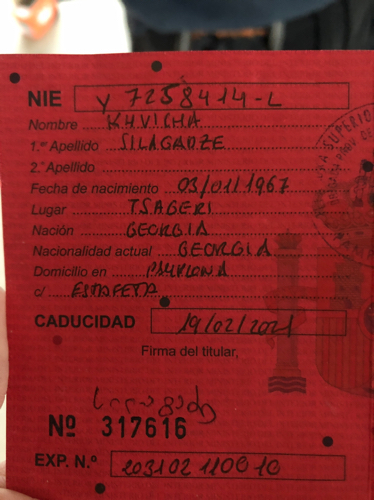 NIE Y 7258414-L
Nombre KHVICHA
1.er Apellido SILAGADZE
2.º Apellido
Fecha de nacimiento 03/01/1967
Lugar TSAGERI
Nación GEORGIA
Nacionalidad actual GEORGIA
Domicilio en PAMPLONA
c/ ESTAFETA
CADUCIDAD 19/02/2021
Firma del titular,
Nº 317616
EXP. N.º 203102110010